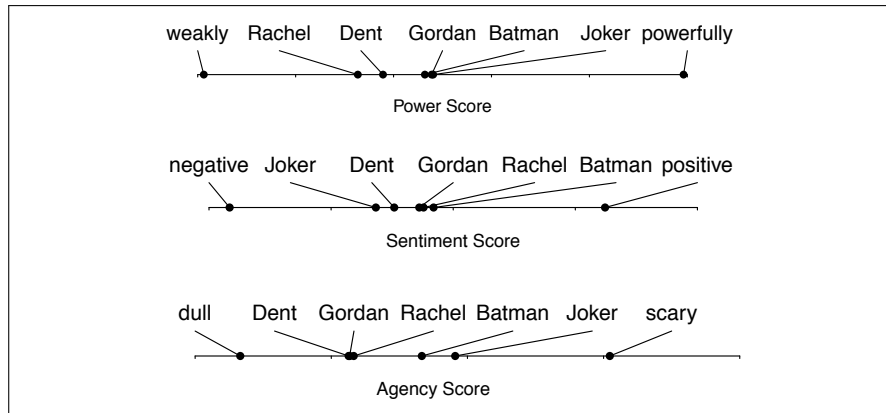 weakly Rachel Dent Gordan Batman Joker powerfully
Power Score
negative Joker Dent Gordan Rachel Batman positive
Sentiment Score
dull Dent Gordan Rachel Batman Joker scary
Agency Score